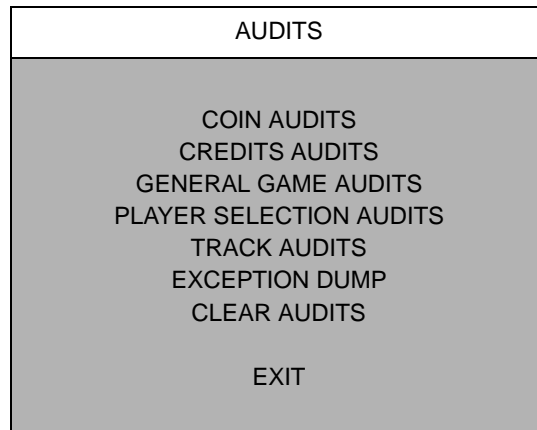 AUDITS
COIN AUDITS
CREDITS AUDITS
GENERAL GAME AUDITS
PLAYER SELECTION AUDITS
TRACK AUDITS
EXCEPTION DUMP
CLEAR AUDITS
EXIT